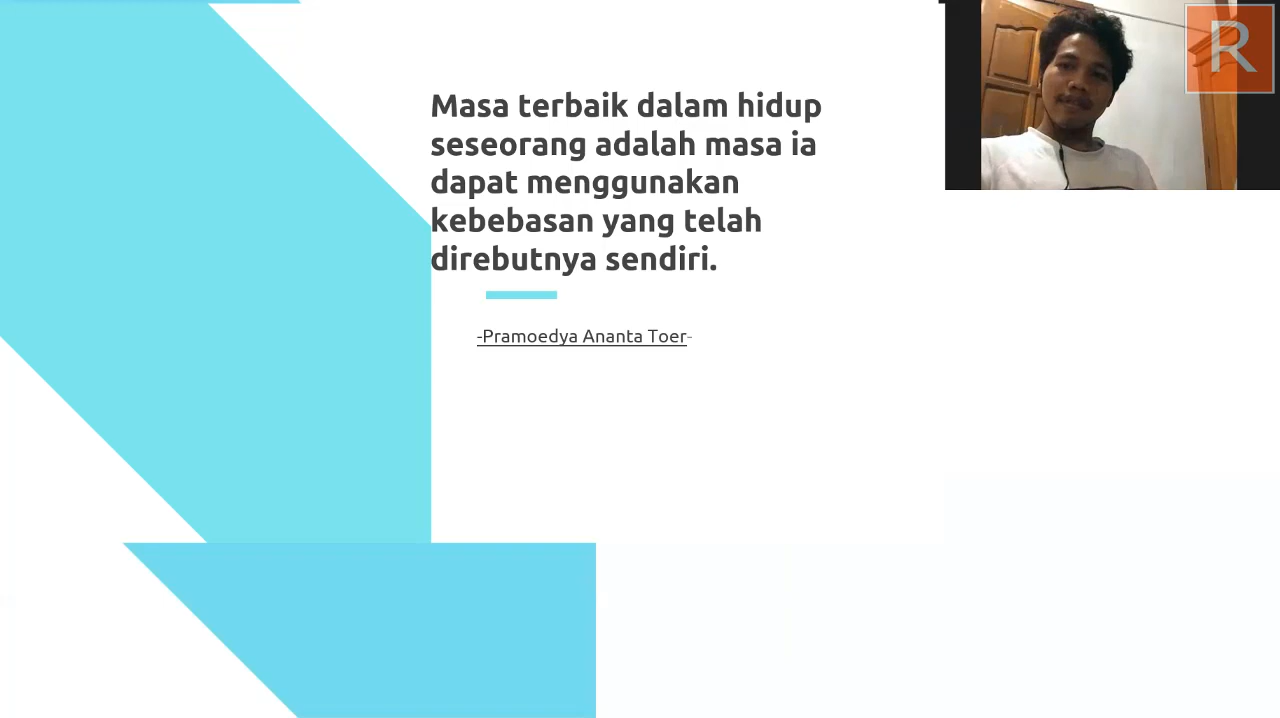 Masa terbaik dalam hidup
seseorang adalah masa ia
dapat menggunakan
kebebasan yang telah
direbutnya sendiri.
-Pramoedya Ananta Toer-
R